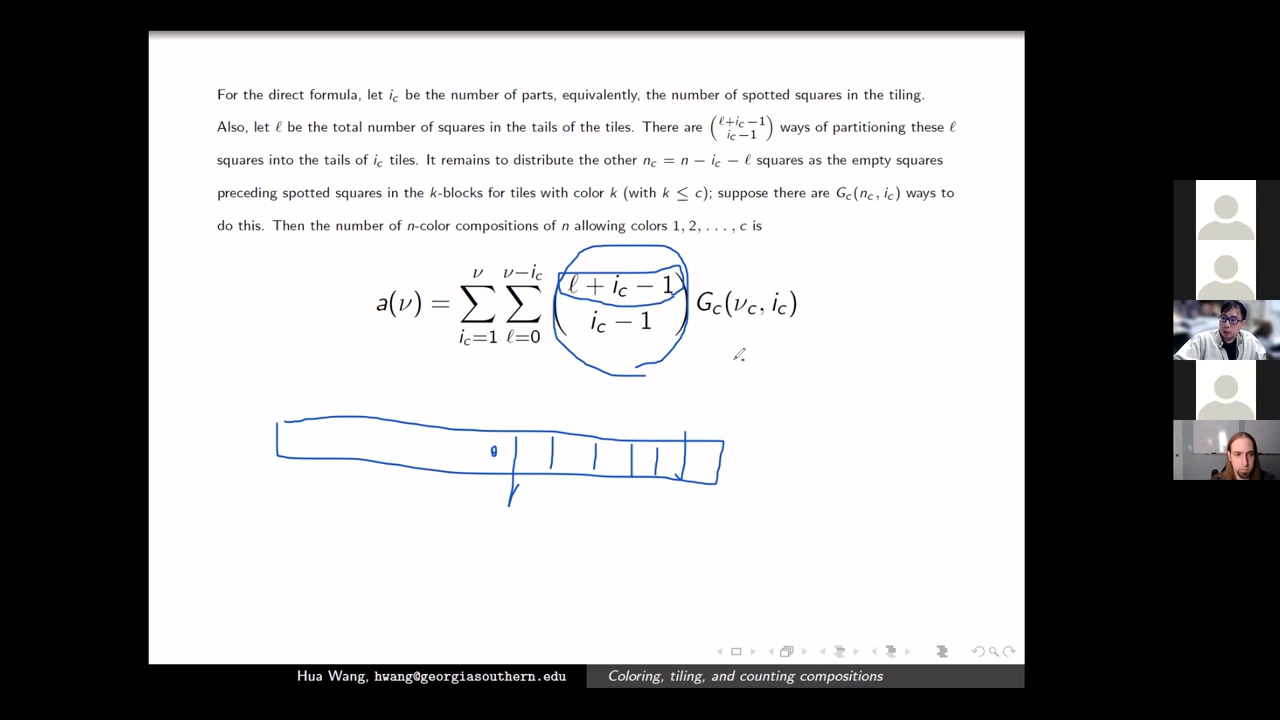 For the direct formula, let i_c be the number of parts, equivalently, the number of spotted squares in the tiling.
Also, let ℓ be the total number of squares in the tails of the tiles. There are \binom{ℓ+i_c−1}{i_c−1} ways of partitioning these ℓ
squares into the tails of i_c tiles. It remains to distribute the other n_c = n − i_c − ℓ squares as the empty squares
preceding spotted squares in the k-blocks for tiles with color k (with k ≤ c); suppose there are G_c(n_c, i_c) ways to
do this. Then the number of n-color compositions of n allowing colors 1, 2, . . . , c is
a(ν) = \sum_{i_c=1}^{ν} \sum_{ℓ=0}^{ν−i_c} \binom{ℓ + i_c − 1}{i_c − 1} G_c(ν_c, i_c)
Hua Wang, hwang@georgiasouthern.edu
Coloring, tiling, and counting compositions